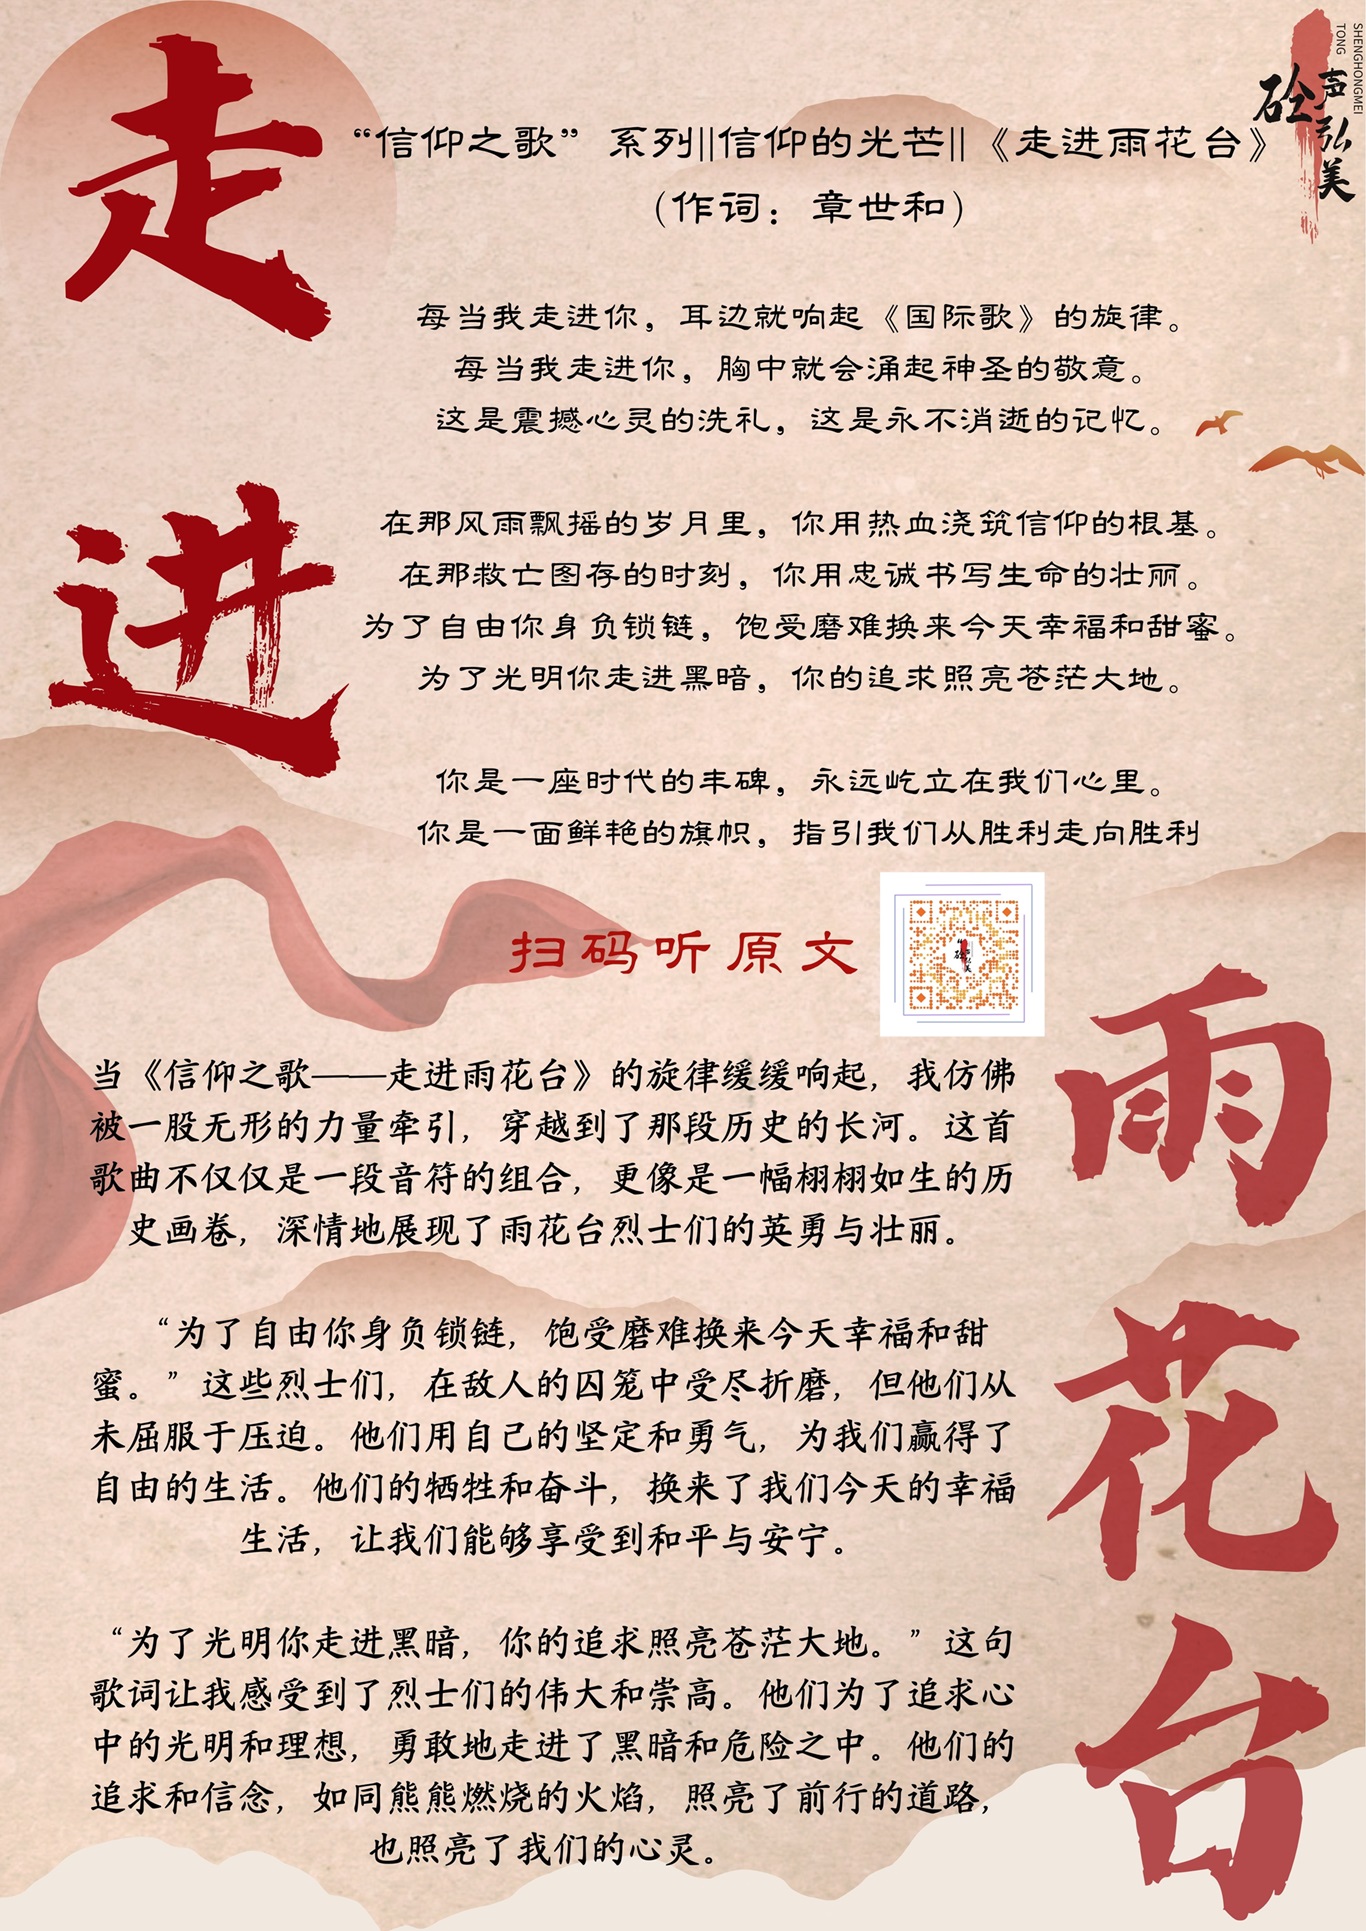 走
进
雨
花
台
SHENGHONGMEI
TONG
砼
声弘美
“信仰之歌”系列||信仰的光芒||《走进雨花台》
（作词：章世和）
每当我走进你，耳边就响起《国际歌》的旋律。
每当我走进你，胸中就会涌起神圣的敬意。
这是震撼心灵的洗礼，这是永不消逝的记忆。
在那风雨飘摇的岁月里，你用热血浇筑信仰的根基。
在那救亡图存的时刻，你用忠诚书写生命的壮丽。
为了自由你身负锁链，饱受磨难换来今天幸福和甜蜜。
为了光明你走进黑暗，你的追求照亮苍茫大地。
你是一座时代的丰碑，永远屹立在我们心里。
你是一面鲜艳的旗帜，指引我们从胜利走向胜利
扫码听原文
当《信仰之歌——走进雨花台》的旋律缓缓响起，我仿佛
被一股无形的力量牵引，穿越到了那段历史的长河。这首
歌曲不仅仅是一段音符的组合，更像是一幅栩栩如生的历
史画卷，深情地展现了雨花台烈士们的英勇与壮丽。
“为了自由你身负锁链，饱受磨难换来今天幸福和甜
蜜。”这些烈士们，在敌人的囚笼中受尽折磨，但他们从
未屈服于压迫。他们用自己的坚定和勇气，为我们赢得了
自由的生活。他们的牺牲和奋斗，换来了我们今天的幸福
生活，让我们能够享受到和平与安宁。
“为了光明你走进黑暗，你的追求照亮苍茫大地。”这句
歌词让我感受到了烈士们的伟大和崇高。他们为了追求心
中的光明和理想，勇敢地走进了黑暗和危险之中。他们的
追求和信念，如同熊熊燃烧的火焰，照亮了前行的道路，
也照亮了我们的心灵。